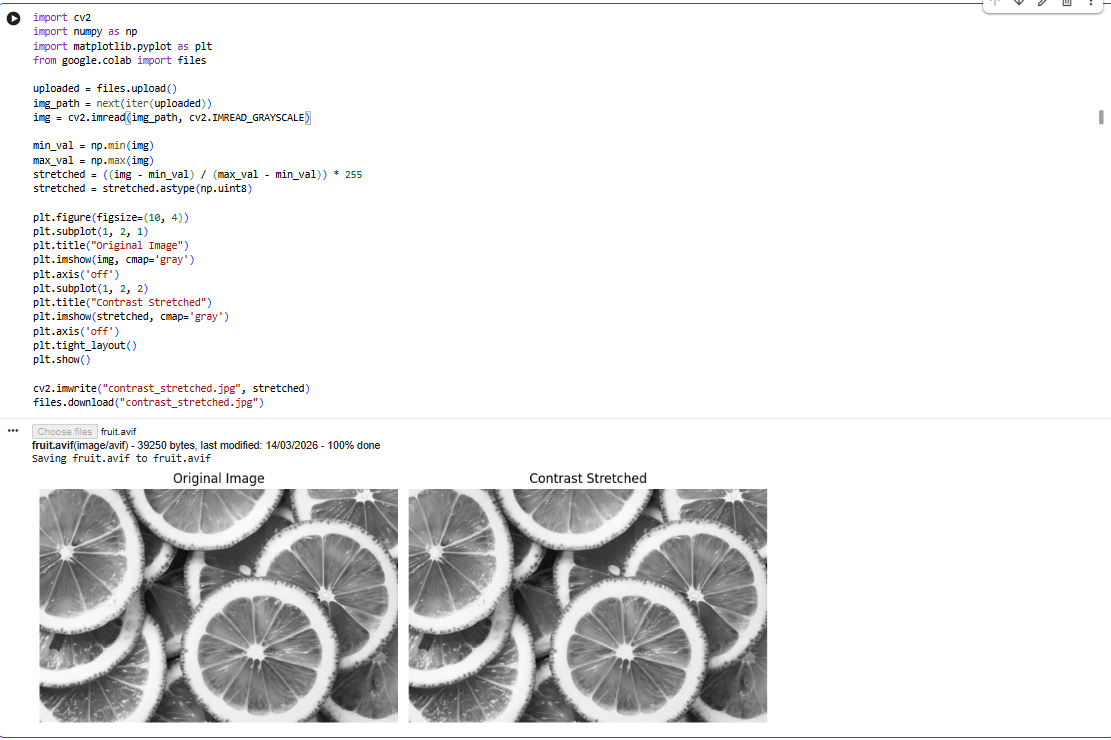 import cv2
import numpy as np
import matplotlib.pyplot as plt
from google.colab import files

uploaded = files.upload()
img_path = next(iter(uploaded))
img = cv2.imread(img_path, cv2.IMREAD_GRAYSCALE)

min_val = np.min(img)
max_val = np.max(img)
stretched = ((img - min_val) / (max_val - min_val)) * 255
stretched = stretched.astype(np.uint8)

plt.figure(figsize=(10, 4))
plt.subplot(1, 2, 1)
plt.title("Original Image")
plt.imshow(img, cmap='gray')
plt.axis('off')
plt.subplot(1, 2, 2)
plt.title("Contrast Stretched")
plt.imshow(stretched, cmap='gray')
plt.axis('off')
plt.tight_layout()
plt.show()

cv2.imwrite("contrast_stretched.jpg", stretched)
files.download("contrast_stretched.jpg")
Choose files fruit.avif
fruit.avif(image/avif) - 39250 bytes, last modified: 14/03/2026 - 100% done
Saving fruit.avif to fruit.avif
Original Image Contrast Stretched